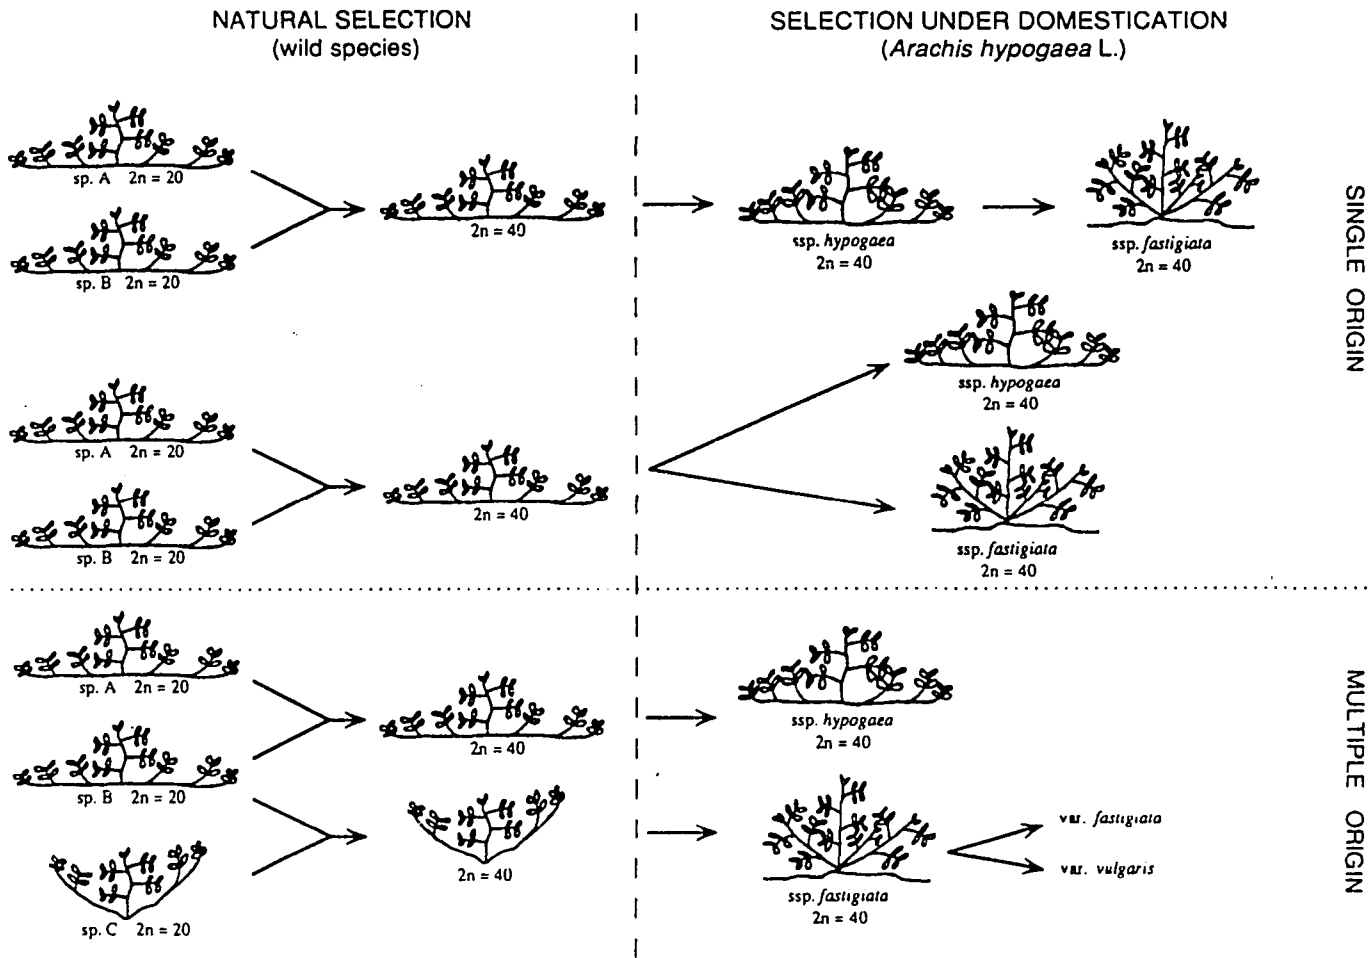 NATURAL SELECTION
(wild species)
SELECTION UNDER DOMESTICATION
(Arachis hypogaea L.)
sp. A 2n = 20
sp. B 2n = 20
2n = 40
ssp. hypogaea
2n = 40
ssp. fastigiata
2n = 40
SINGLE ORIGIN
sp. A 2n = 20
sp. B 2n = 20
2n = 40
ssp. hypogaea
2n = 40
ssp. fastigiata
2n = 40
sp. A 2n = 20
sp. B 2n = 20
sp. C 2n = 20
2n = 40
2n = 40
ssp. hypogaea
2n = 40
ssp. fastigiata
2n = 40
var. fastigiata
var. vulgaris
MULTIPLE ORIGIN